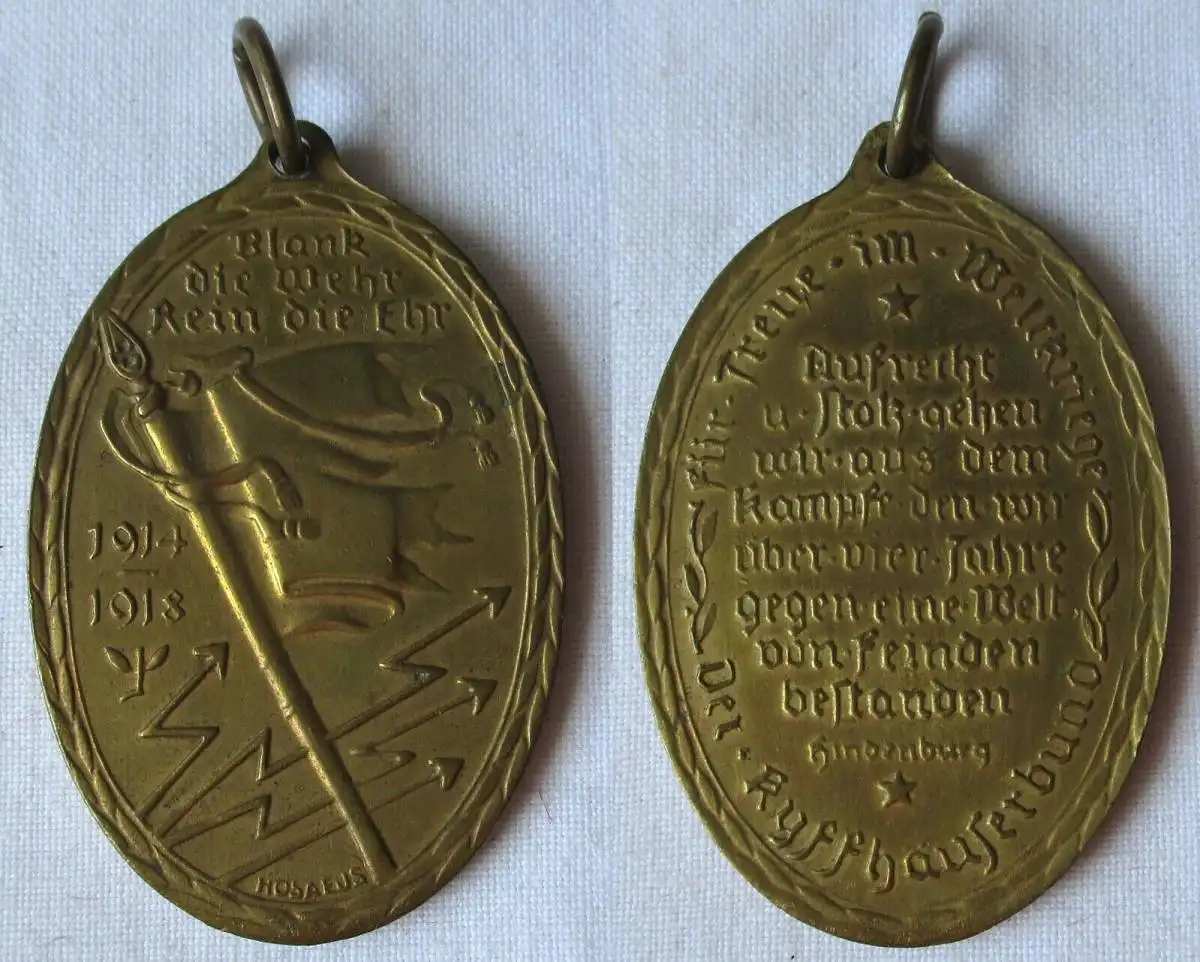 Blank
die Wehr
Rein die Ehr
1914
1918
HOSAEUS
Für · Treue · im · Weltkriege
Aufrecht
u · stolz · gehen
wir · aus dem
Kampfe · den · wir
über · vier · Jahre
gegen · eine · Welt
von · Feinden
bestanden
Hindenburg
Der · Kyffhäuserbund